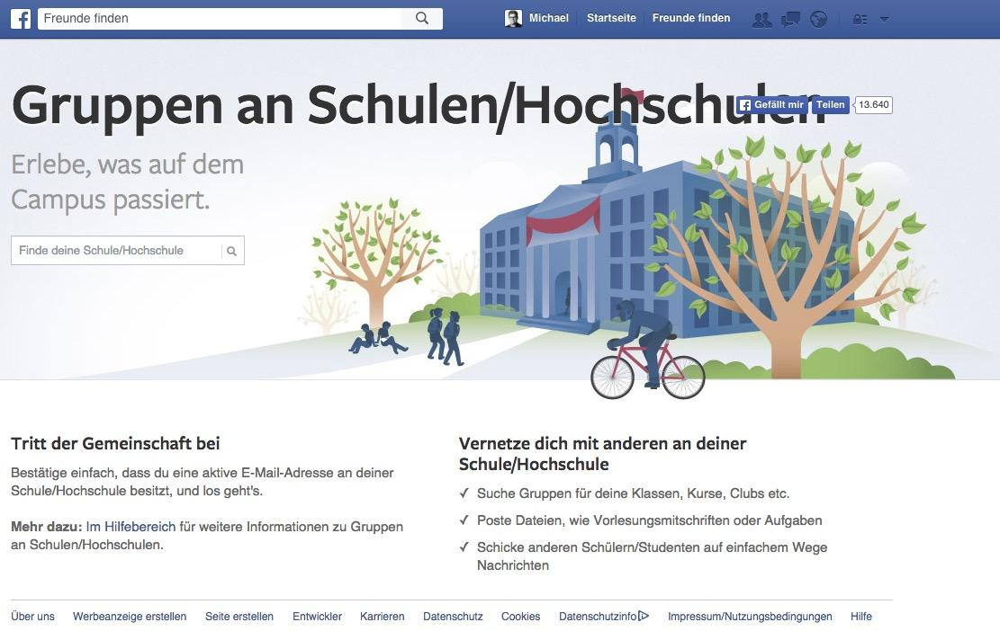 f Freunde finden Michael Startseite Freunde finden
Gruppen an Schulen/Hochschulen
Gefällt mir Teilen 13.640
Erlebe, was auf dem
Campus passiert.
Finde deine Schule/Hochschule
Tritt der Gemeinschaft bei
Bestätige einfach, dass du eine aktive E-Mail-Adresse an deiner
Schule/Hochschule besitzt, und los geht's.
Mehr dazu: Im Hilfebereich für weitere Informationen zu Gruppen
an Schulen/Hochschulen.
Vernetze dich mit anderen an deiner
Schule/Hochschule
✓ Suche Gruppen für deine Klassen, Kurse, Clubs etc.
✓ Poste Dateien, wie Vorlesungsmitschriften oder Aufgaben
✓ Schicke anderen Schülern/Studenten auf einfachem Wege
Nachrichten
Über uns Werbeanzeige erstellen Seite erstellen Entwickler Karrieren Datenschutz Cookies Datenschutzinfo Impressum/Nutzungsbedingungen Hilfe